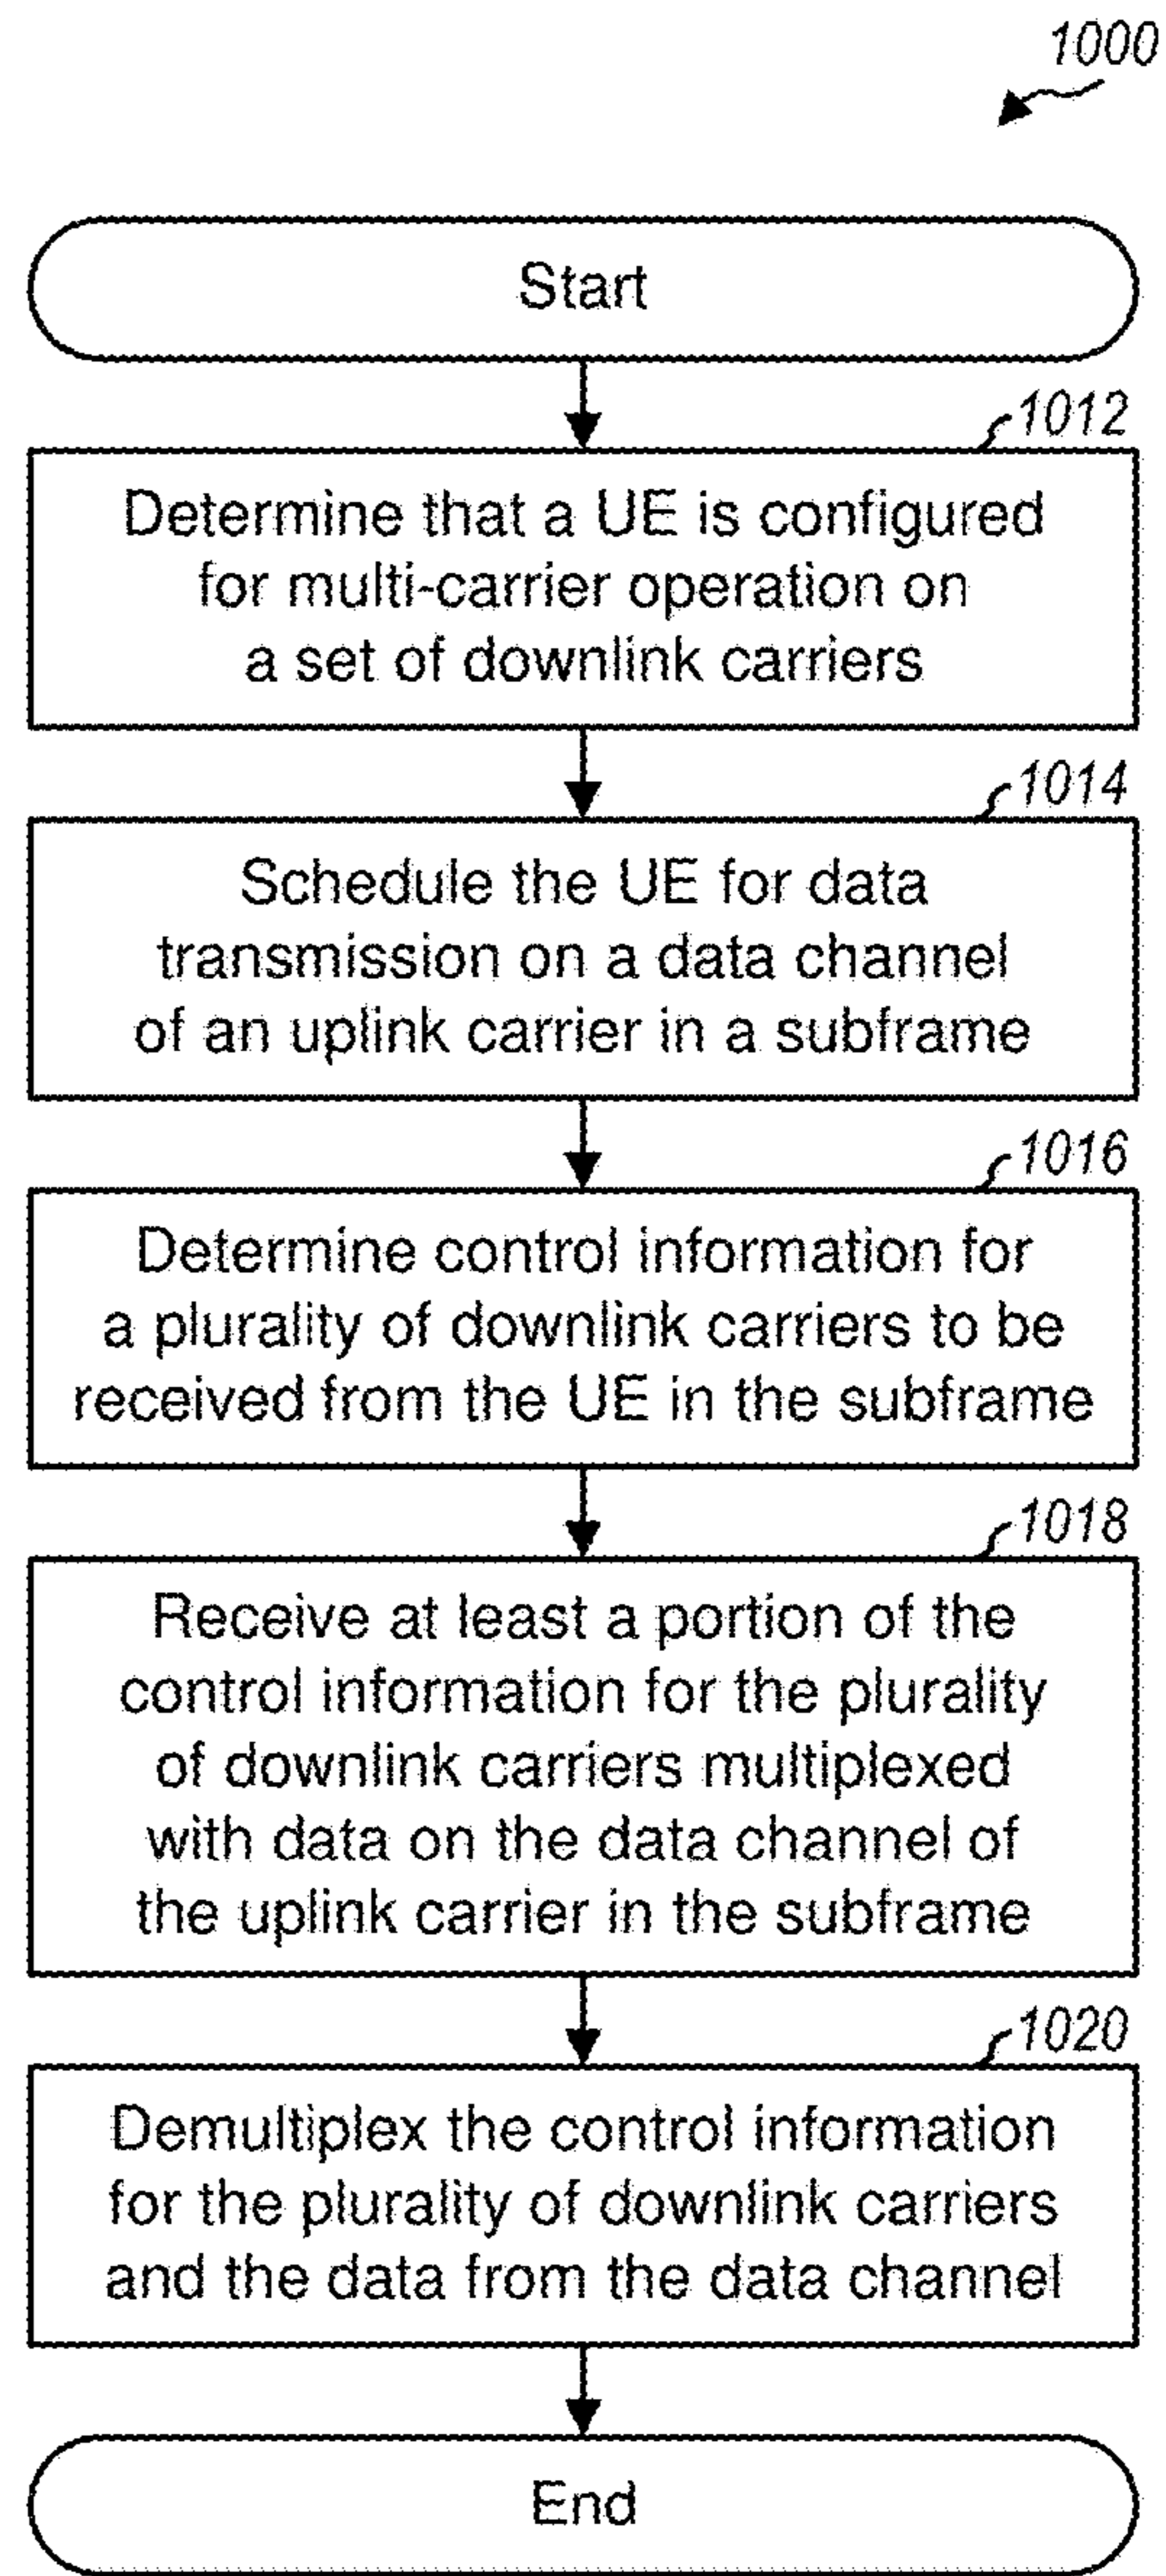 1000
Start
1012
Determine that a UE is configured
for multi-carrier operation on
a set of downlink carriers
1014
Schedule the UE for data
transmission on a data channel
of an uplink carrier in a subframe
1016
Determine control information for
a plurality of downlink carriers to be
received from the UE in the subframe
1018
Receive at least a portion of the
control information for the plurality
of downlink carriers multiplexed
with data on the data channel of
the uplink carrier in the subframe
1020
Demultiplex the control information
for the plurality of downlink carriers
and the data from the data channel
End